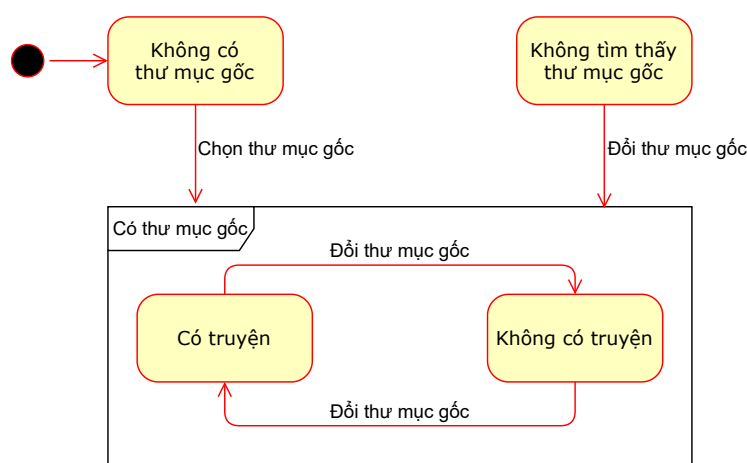 Không có
thư mục gốc
Không tìm thấy
thư mục gốc
Chọn thư mục gốc
Đổi thư mục gốc
Có thư mục gốc
Đổi thư mục gốc
Có truyện
Không có truyện
Đổi thư mục gốc